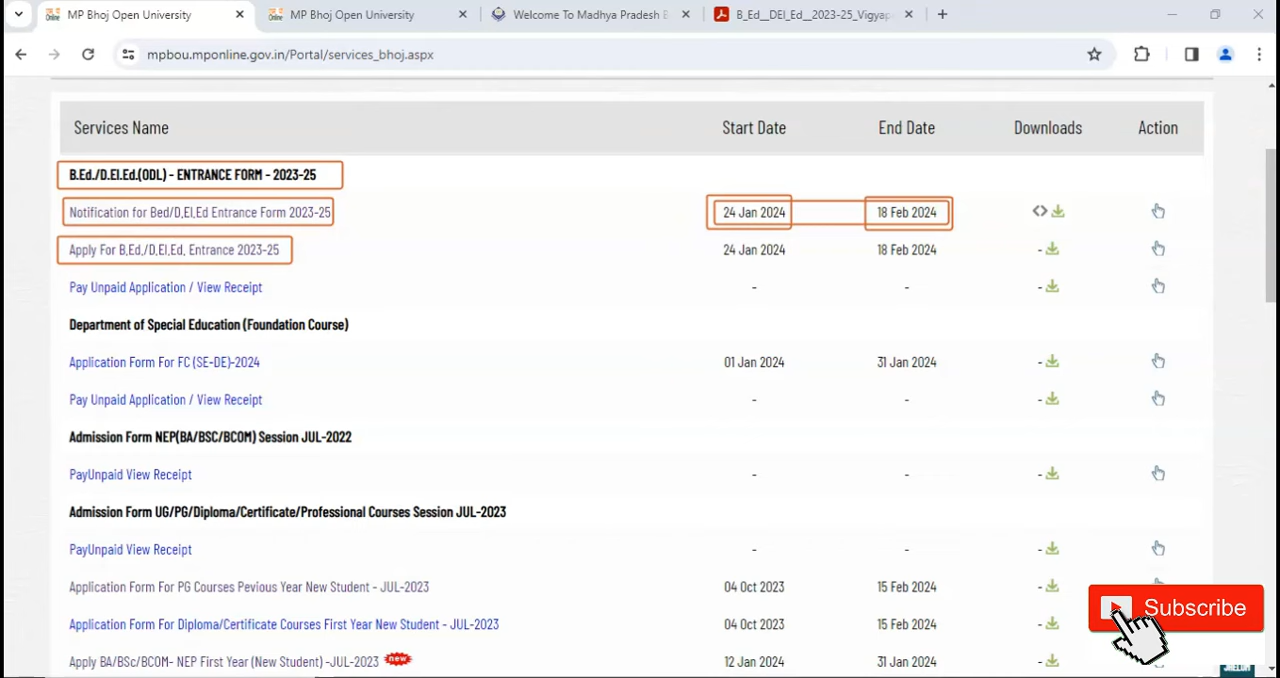 MP Bhoj Open University
MP Bhoj Open University
Welcome To Madhya Pradesh
B_Ed__DEl_Ed__2023-25_Vigyap
mpbou.mponline.gov.in/Portal/services_bhoj.aspx
Services Name Start Date End Date Downloads Action
B.Ed./D.El.Ed.(ODL) - ENTRANCE FORM - 2023-25
Notification for Bed/D.El.Ed Entrance Form 2023-25 24 Jan 2024 18 Feb 2024
Apply For B.Ed./D.El.Ed. Entrance 2023-25 24 Jan 2024 18 Feb 2024 -
Pay Unpaid Application / View Receipt - - -
Department of Special Education (Foundation Course)
Application Form For FC (SE-DE)-2024 01 Jan 2024 31 Jan 2024 -
Pay Unpaid Application / View Receipt - - -
Admission Form NEP(BA/BSC/BCOM) Session JUL-2022
PayUnpaid View Receipt - - -
Admission Form UG/PG/Diploma/Certificate/Professional Courses Session JUL-2023
PayUnpaid View Receipt - - -
Application Form For PG Courses Pevious Year New Student - JUL-2023 04 Oct 2023 15 Feb 2024 -
Subscribe
Application Form For Diploma/Certificate Courses First Year New Student - JUL-2023 04 Oct 2023 15 Feb 2024 -
Apply BA/BSc/BCOM- NEP First Year (New Student) -JUL-2023 new 12 Jan 2024 31 Jan 2024 -